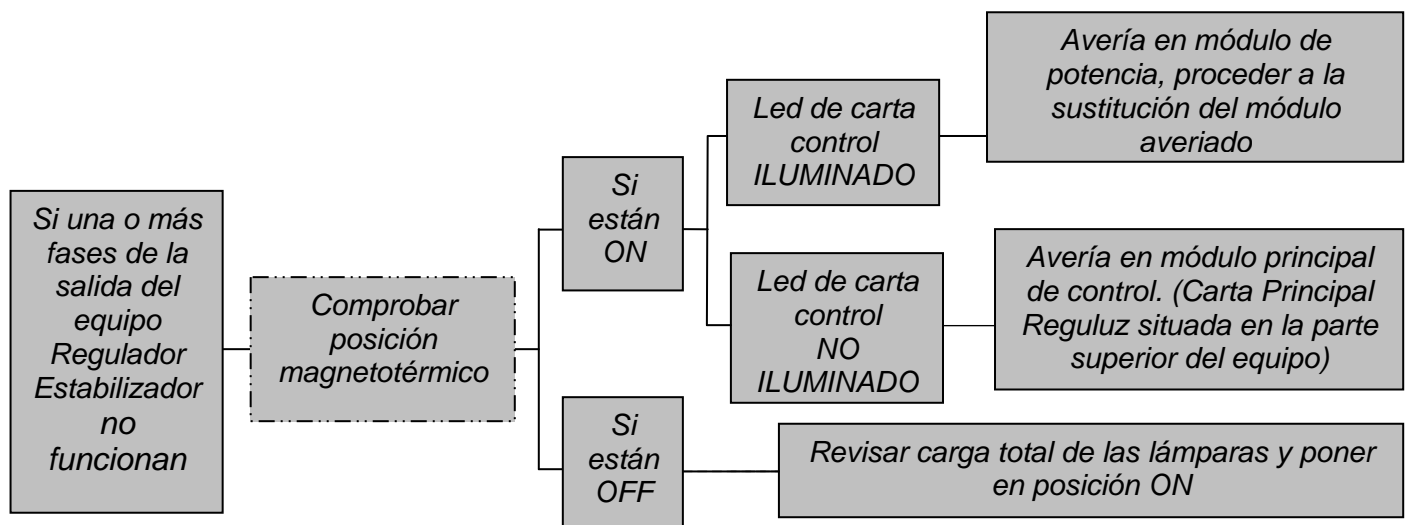 Si una o más
fases de la
salida del
equipo
Regulador
Estabilizador
no
funcionan
Comprobar
posición
magnetotérmico
Si
están
ON
Led de carta
control
ILUMINADO
Avería en módulo de
potencia, proceder a la
sustitución del módulo
averiado
Led de carta
control
NO
ILUMINADO
Avería en módulo principal
de control. (Carta Principal
Reguluz situada en la parte
superior del equipo)
Si
están
OFF
Revisar carga total de las lámparas y poner
en posición ON